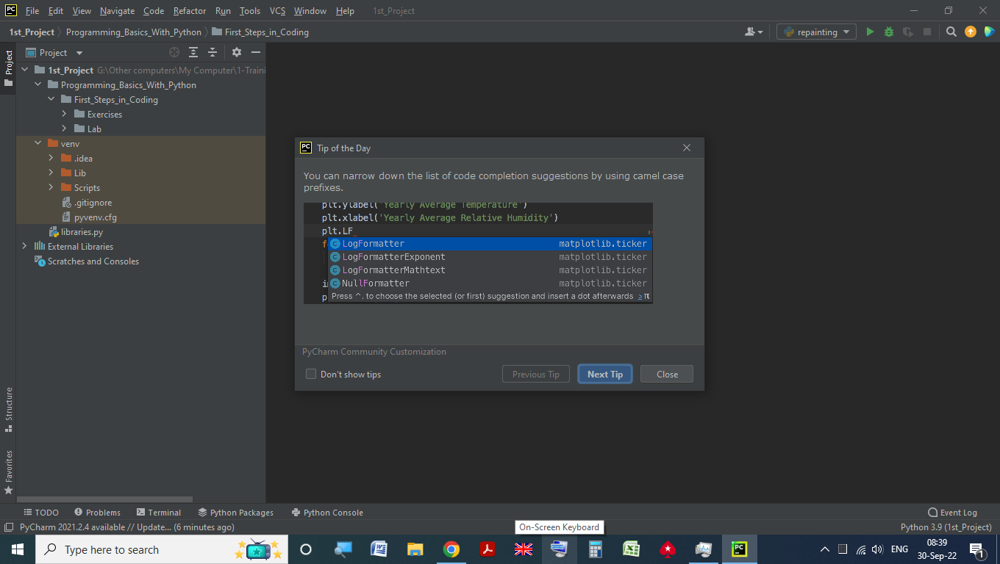 PC File Edit View Navigate Code Refactor Run Tools VCS Window Help 1st_Project
1st_Project Programming_Basics_With_Python First_Steps_in_Coding repainting
Project
Project
1st_Project G:\Other computers\My Computer\1-Traini
Programming_Basics_With_Python
First_Steps_in_Coding
Exercises
Lab
venv
.idea
Lib
Scripts
.gitignore
pyvenv.cfg
libraries.py
External Libraries
Scratches and Consoles
Structure
Favorites
PC Tip of the Day
You can narrow down the list of code completion suggestions by using camel case
prefixes.
plt.ylabel('Yearly Average Temperature')
plt.xlabel('Yearly Average Relative Humidity')
plt.LF
f
C LogFormatter matplotlib.ticker
C LogFormatterExponent matplotlib.ticker
C LogFormatterMathtext matplotlib.ticker
C NullFormatter matplotlib.ticker
Press ^. to choose the selected (or first) suggestion and insert a dot afterwards ≥ π
p
PyCharm Community Customization
Don't show tips Previous Tip Next Tip Close
TODO Problems Terminal Python Packages Python Console Event Log
PyCharm 2021.2.4 available // Update... (6 minutes ago) Python 3.9 (1st_Project)
On-Screen Keyboard
Type here to search
ENG
08:39
30-Sep-22
1
PC